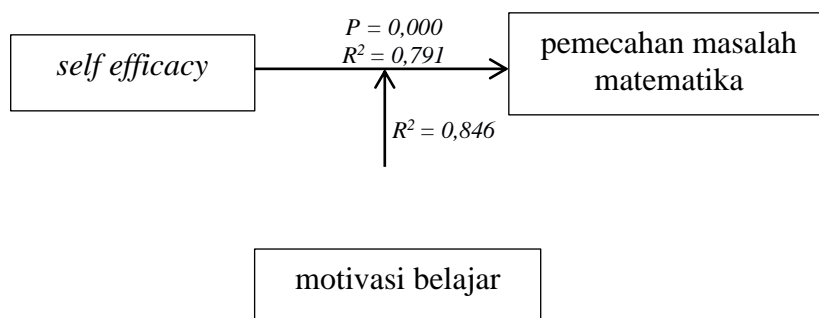 P = 0,000
self efficacy
R² = 0,791
pemecahan masalah
matematika
R² = 0,846
motivasi belajar